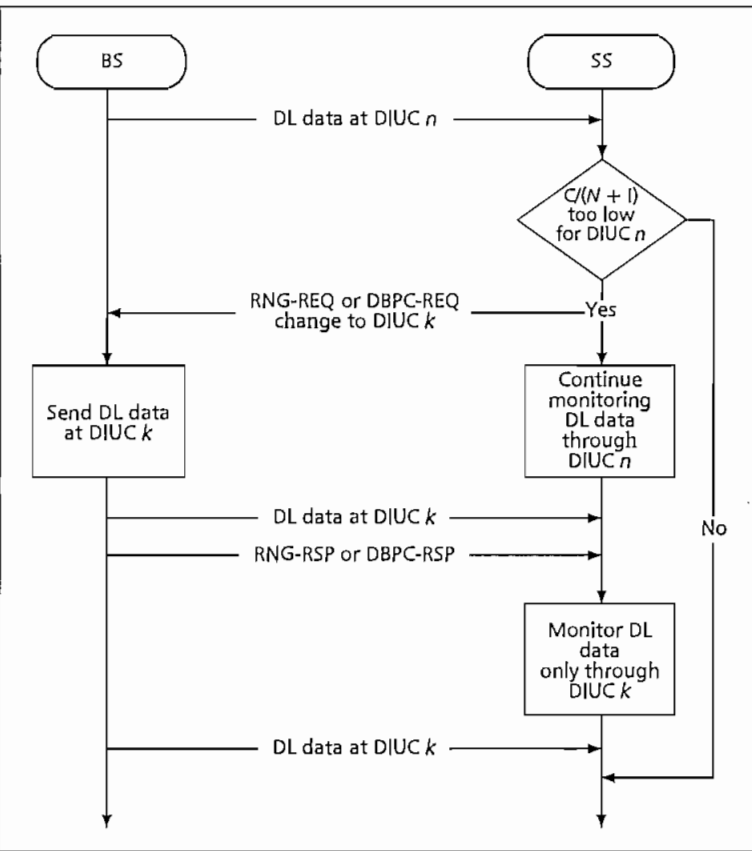 BS
SS
DL data at DIUC n
C/(N + I)
too low
for DIUC n
RNG-REQ or DBPC-REQ
change to DIUC k
Yes
Send DL data
at DIUC k
Continue
monitoring
DL data
through
DIUC n
DL data at DIUC k
No
RNG-RSP or DBPC-RSP
Monitor DL
data
only through
DIUC k
DL data at DIUC k